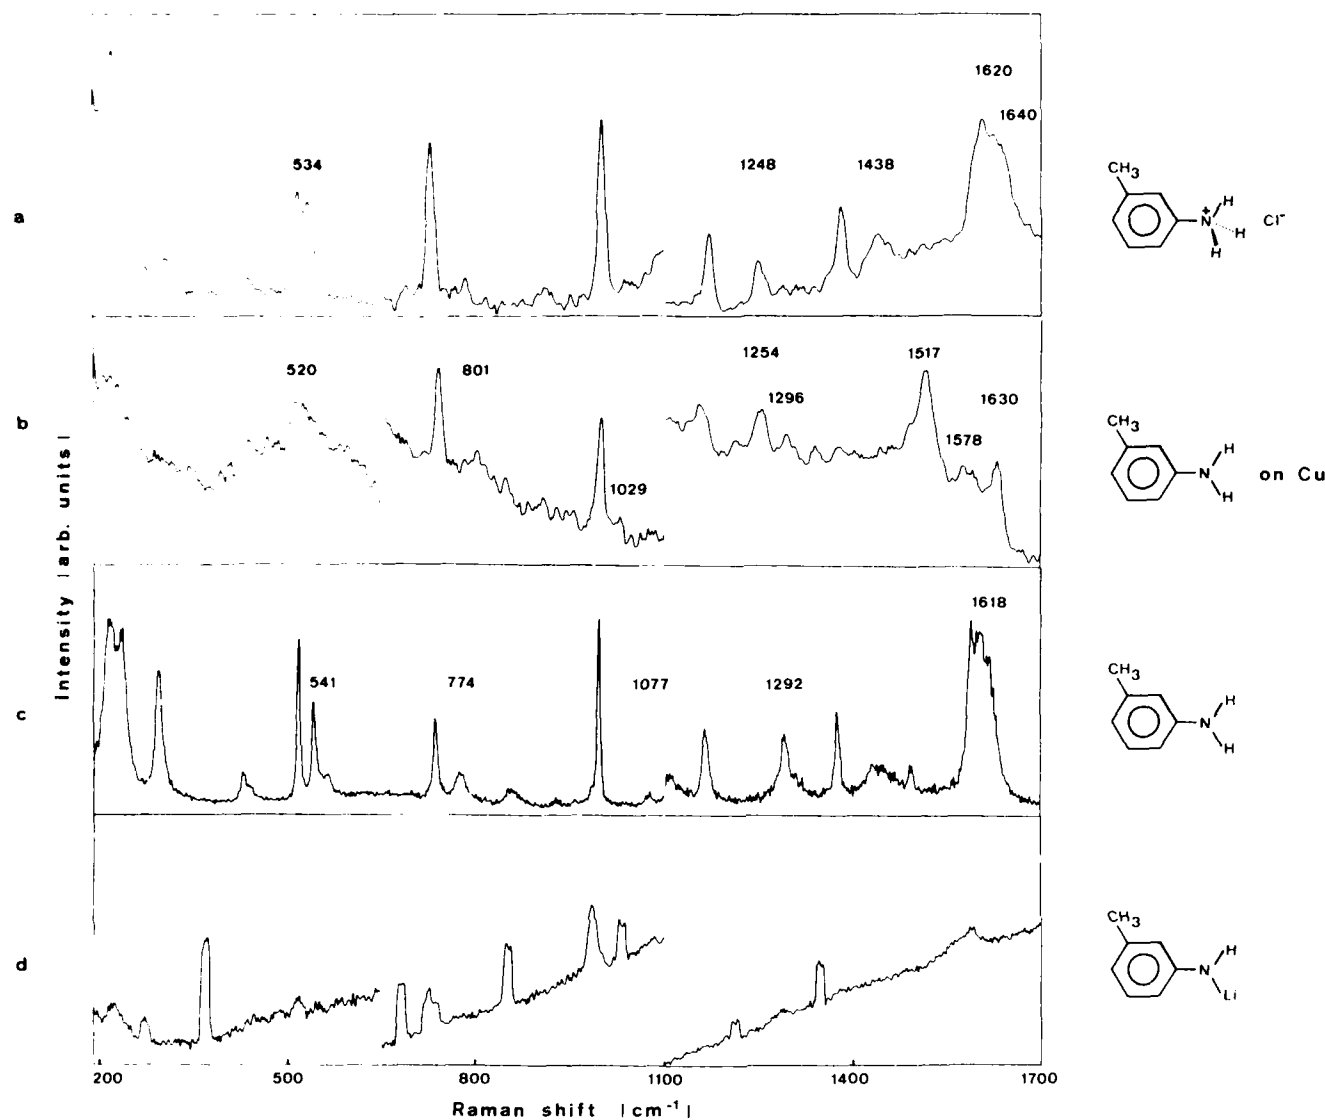 1620
1640
534
1248
1438
a
CH3
N+
H
H
H
Cl-
520
801
1254
1296
1517
1630
1578
1029
b
CH3
N
H
H
on Cu
1618
541
774
1077
1292
c
CH3
N
H
H
d
CH3
N
H
Li
Intensity |arb. units|
200
500
800
1100
1400
1700
Raman shift |cm-1|